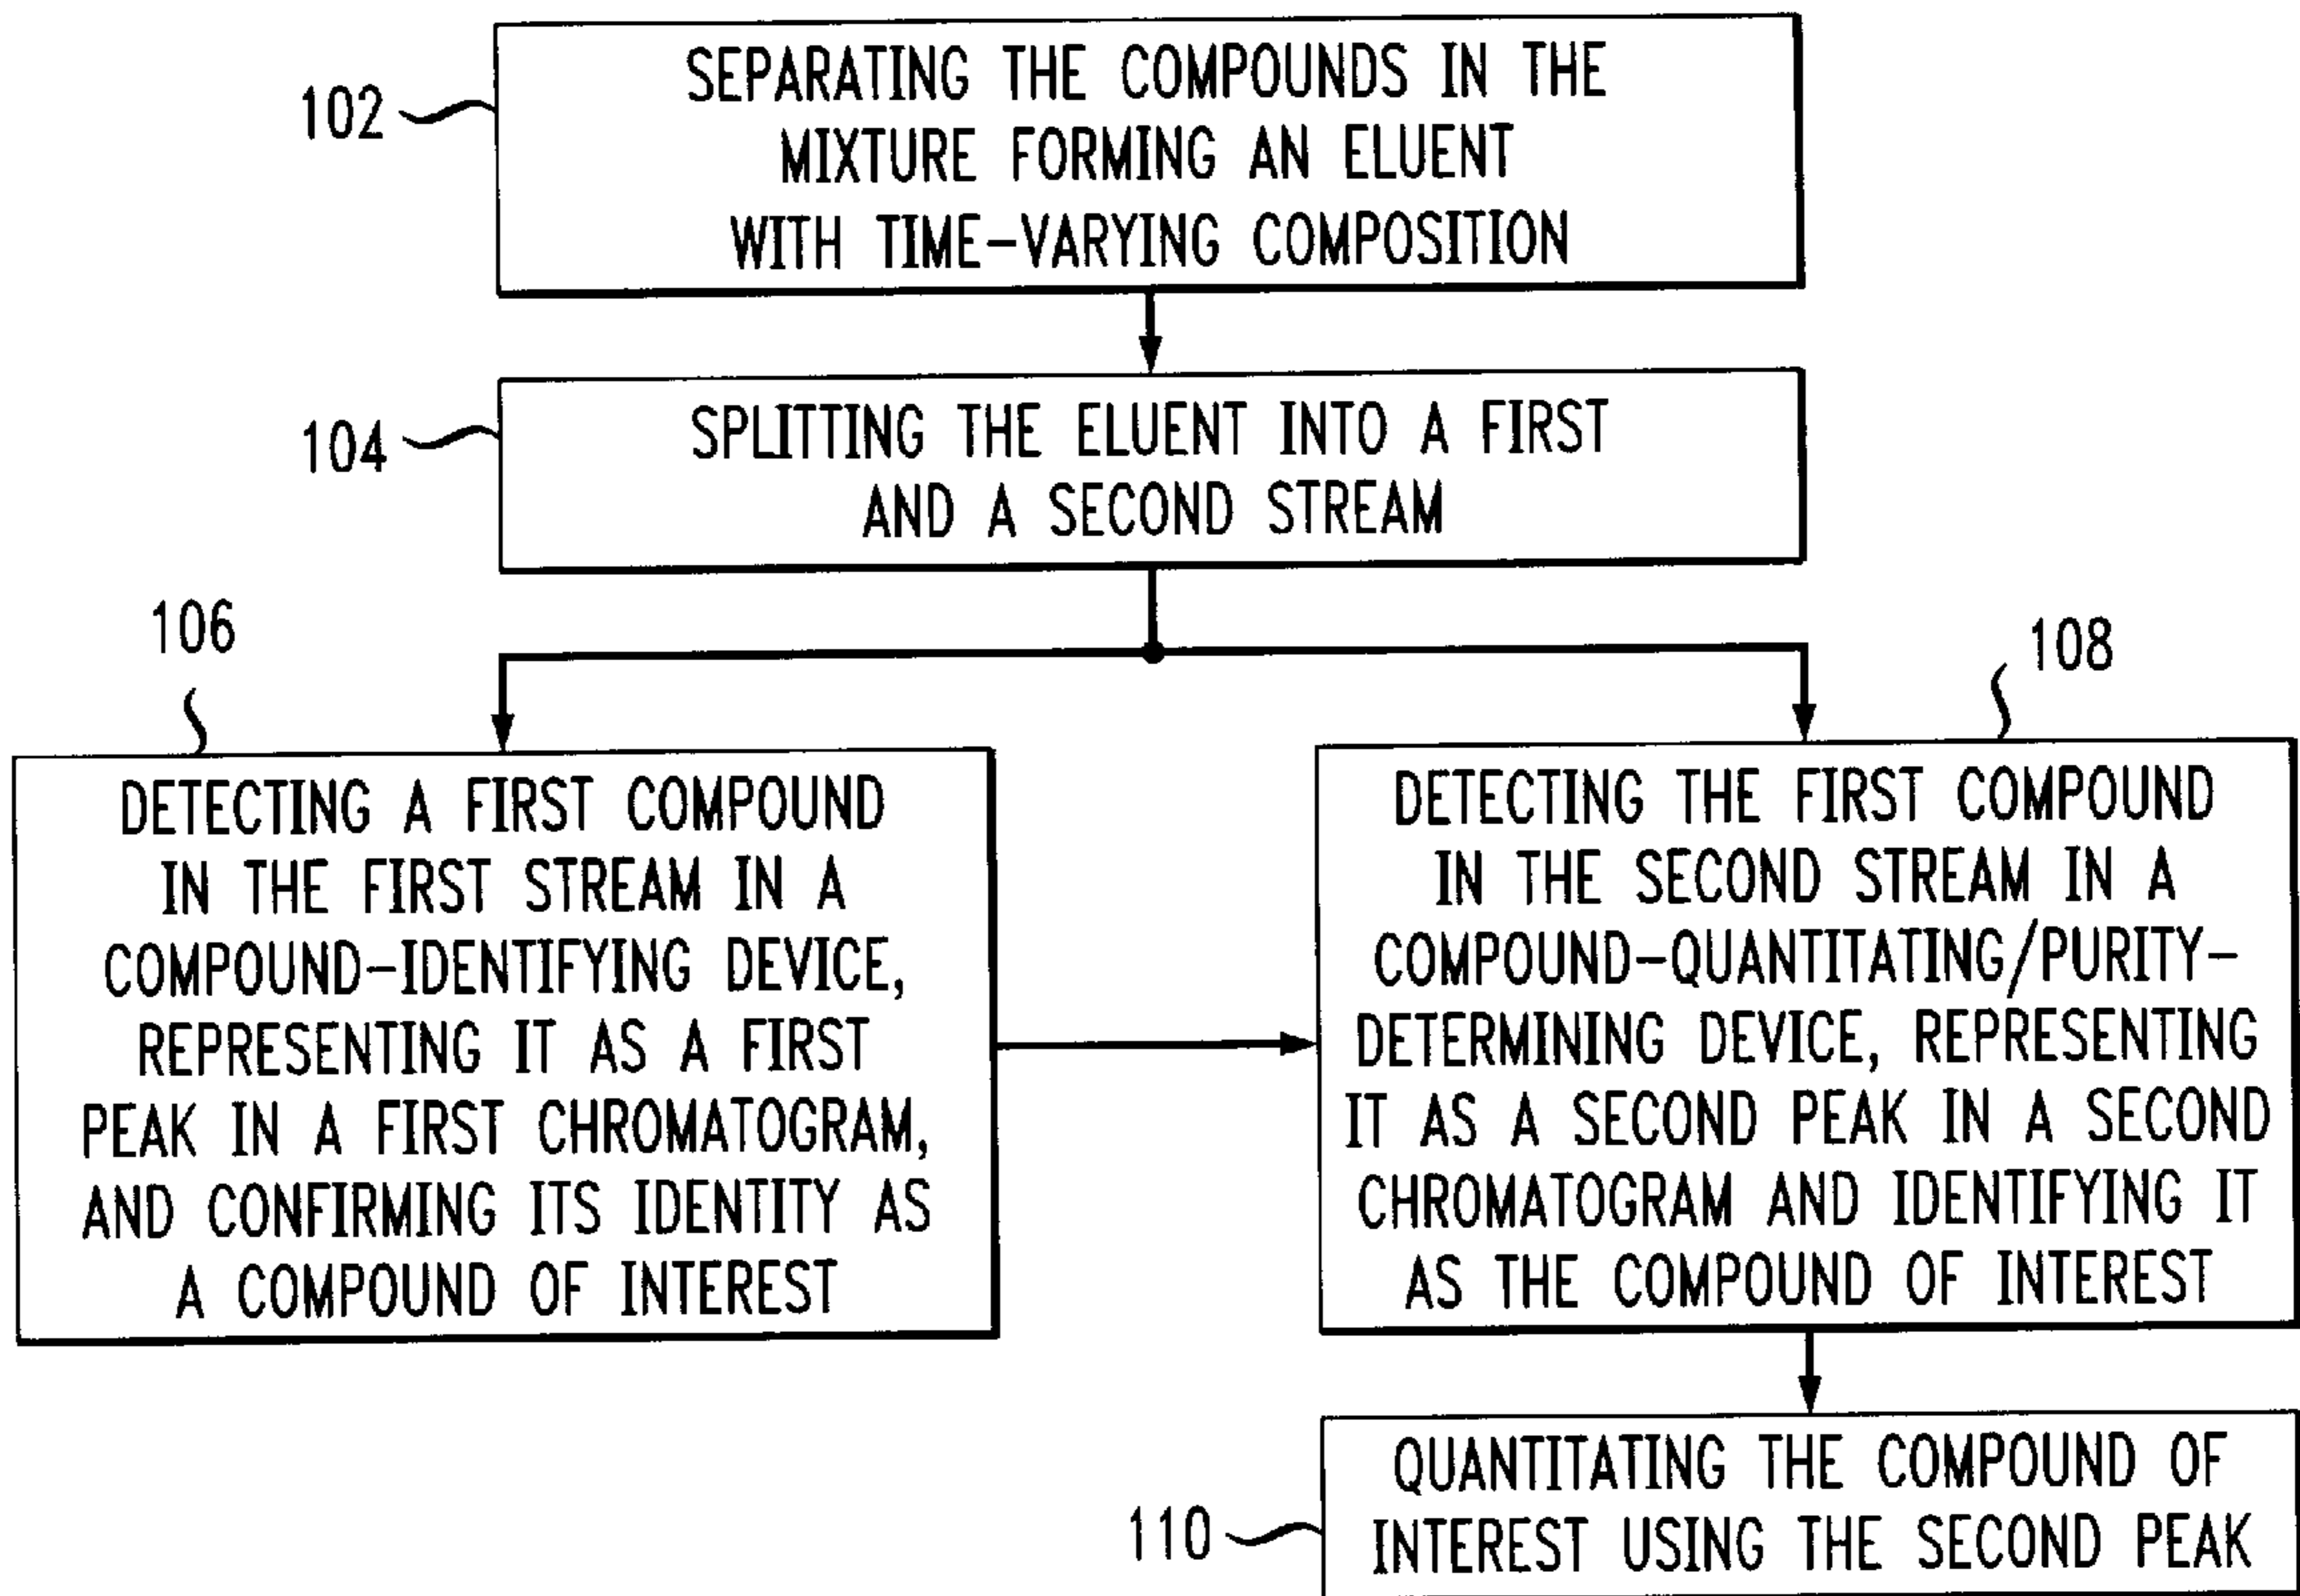 102
SEPARATING THE COMPOUNDS IN THE
MIXTURE FORMING AN ELUENT
WITH TIME-VARYING COMPOSITION
104
SPLITTING THE ELUENT INTO A FIRST
AND A SECOND STREAM
106
DETECTING A FIRST COMPOUND
IN THE FIRST STREAM IN A
COMPOUND-IDENTIFYING DEVICE,
REPRESENTING IT AS A FIRST
PEAK IN A FIRST CHROMATOGRAM,
AND CONFIRMING ITS IDENTITY AS
A COMPOUND OF INTEREST
108
DETECTING THE FIRST COMPOUND
IN THE SECOND STREAM IN A
COMPOUND-QUANTITATING/PURITY-
DETERMINING DEVICE, REPRESENTING
IT AS A SECOND PEAK IN A SECOND
CHROMATOGRAM AND IDENTIFYING IT
AS THE COMPOUND OF INTEREST
110
QUANTITATING THE COMPOUND OF
INTEREST USING THE SECOND PEAK